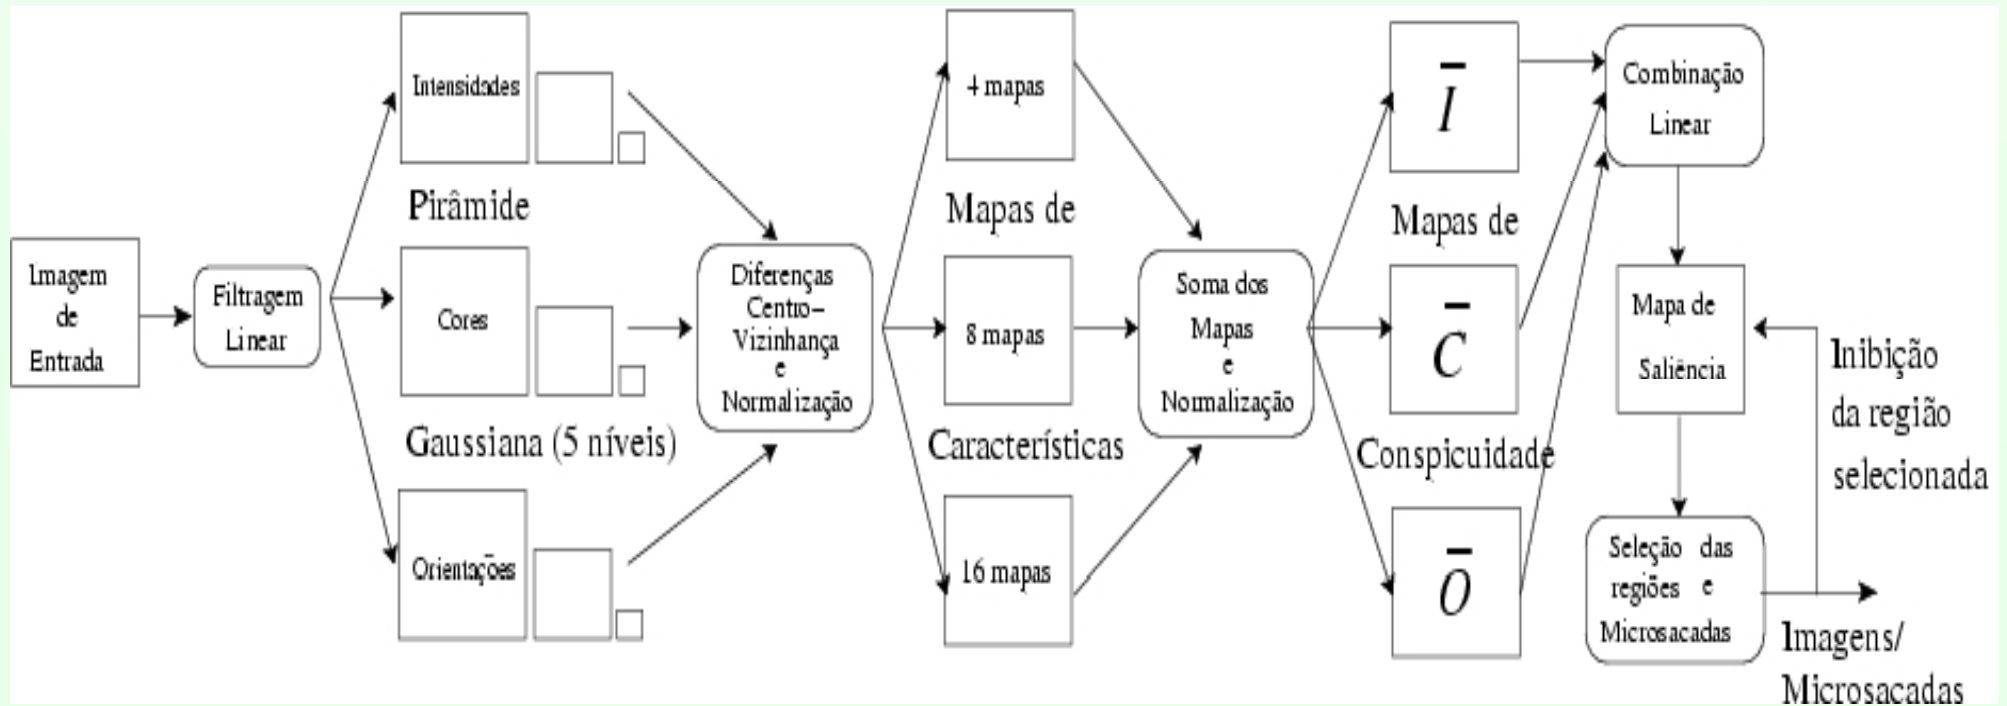 Imagem
de
Entrada
Filtragem
Linear
Intensidades
Pirâmide
Cores
Gaussiana (5 níveis)
Orientações
Diferenças
Centro–
Vizinhança
e
Normalização
4 mapas
Mapas de
8 mapas
Característícas
16 mapas
Soma dos
Mapas
e
Normalização
I
Mapas de
C
Conspicuidade
O
Combinação
Linear
Mapa de
Saliência
Seleção das
regiões e
Microsacadas
Inibição
da região
selecionada
Imagens/
Microsacadas